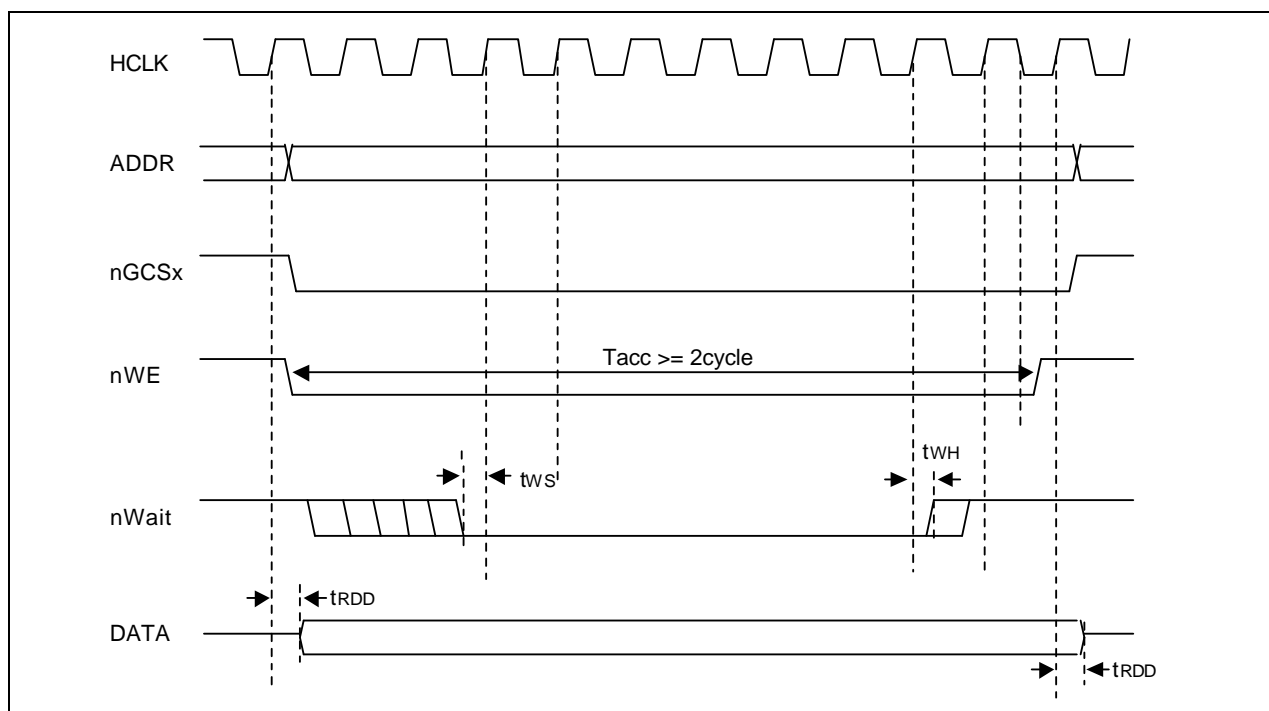 HCLK
ADDR
nGCSx
nWE
Tacc >= 2cycle
tWS
tWH
nWait
tRDD
DATA
tRDD